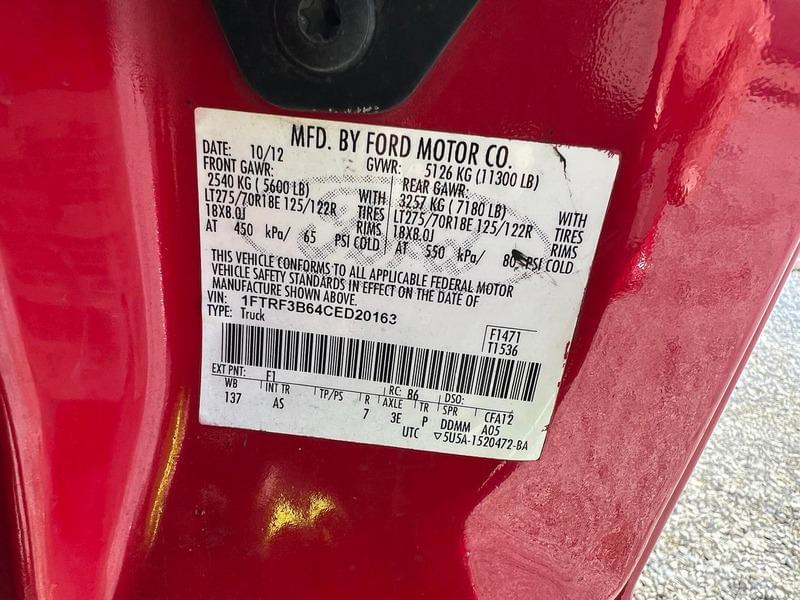 MFD. BY FORD MOTOR CO.
DATE: 10/12 GVWR: 5126 KG (11300 LB)
FRONT GAWR: REAR GAWR:
2540 KG ( 5600 LB) WITH 3257 KG ( 7180 LB) WITH
LT275/70R18E 125/122R TIRES LT275/70R18E 125/122R TIRES
18X8.0J RIMS 18X8.0J RIMS
AT 450 kPa/ 65 PSI COLD AT 550 kPa/ 80 PSI COLD
THIS VEHICLE CONFORMS TO ALL APPLICABLE FEDERAL MOTOR
VEHICLE SAFETY STANDARDS IN EFFECT ON THE DATE OF
MANUFACTURE SHOWN ABOVE.
VIN: 1FTRF3B64CED20163
TYPE: Truck
F1471
T1536
EXT PNT: F1 RC: 86 DSO:
WB INT TR TP/PS R AXLE TR SPR CFA12
137 AS 7 3E P DDMM A05
UTC ▽5U5A-1520472-BA